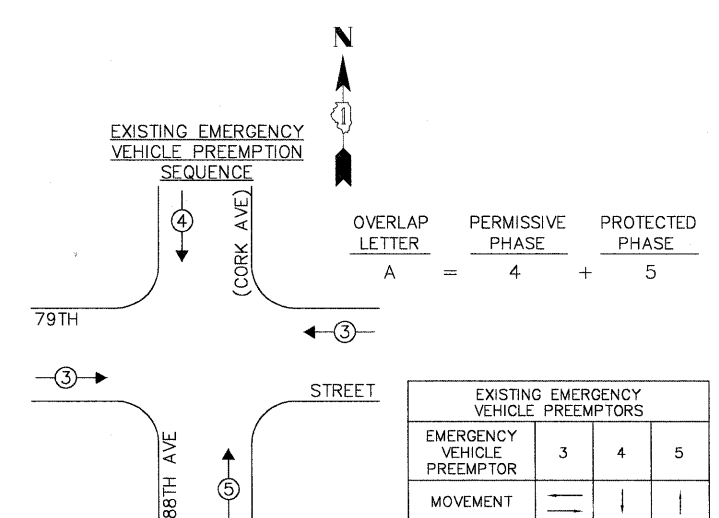 N
1
EXISTING EMERGENCY
VEHICLE PREEMPTION
SEQUENCE
4
(CORK AVE)
OVERLAP LETTER PERMISSIVE PHASE PROTECTED PHASE
A = 4 + 5
79TH
3
3
STREET
88TH AVE
5
EXISTING EMERGENCY
VEHICLE PREEMPTORS
EMERGENCY
VEHICLE
PREEMPTOR
3 4 5
MOVEMENT